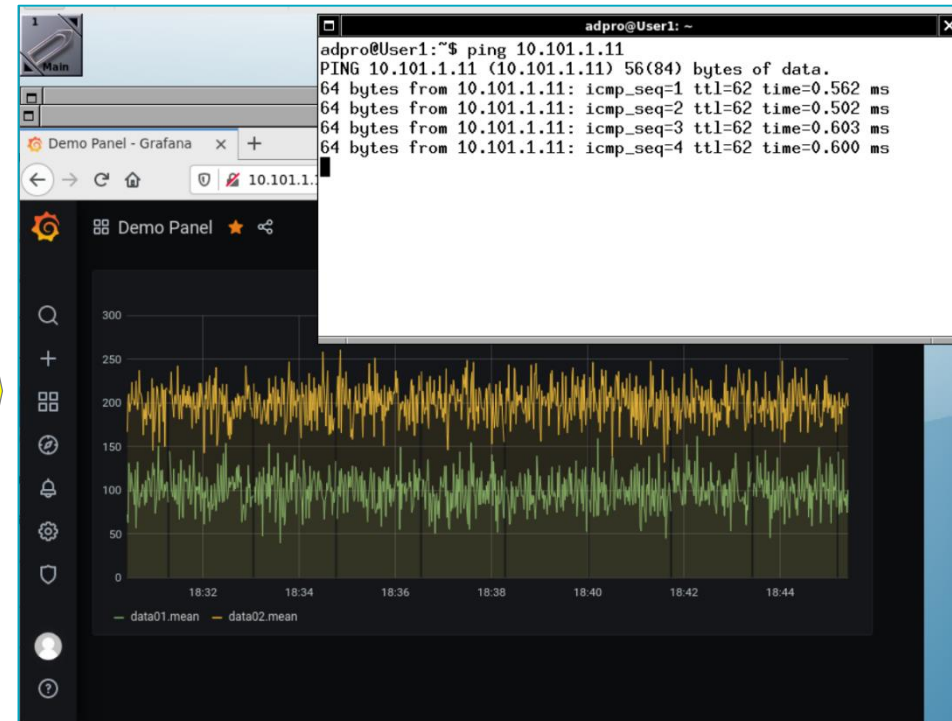 1
Main
adpro@User1: ~
adpro@User1:~$ ping 10.101.1.11
PING 10.101.1.11 (10.101.1.11) 56(84) bytes of data.
64 bytes from 10.101.1.11: icmp_seq=1 ttl=62 time=0.562 ms
64 bytes from 10.101.1.11: icmp_seq=2 ttl=62 time=0.502 ms
64 bytes from 10.101.1.11: icmp_seq=3 ttl=62 time=0.603 ms
64 bytes from 10.101.1.11: icmp_seq=4 ttl=62 time=0.600 ms
Demo Panel - Grafana
10.101.1.
Demo Panel
300
250
200
150
100
50
0
18:32 18:34 18:36 18:38 18:40 18:42 18:44
data01.mean data02.mean